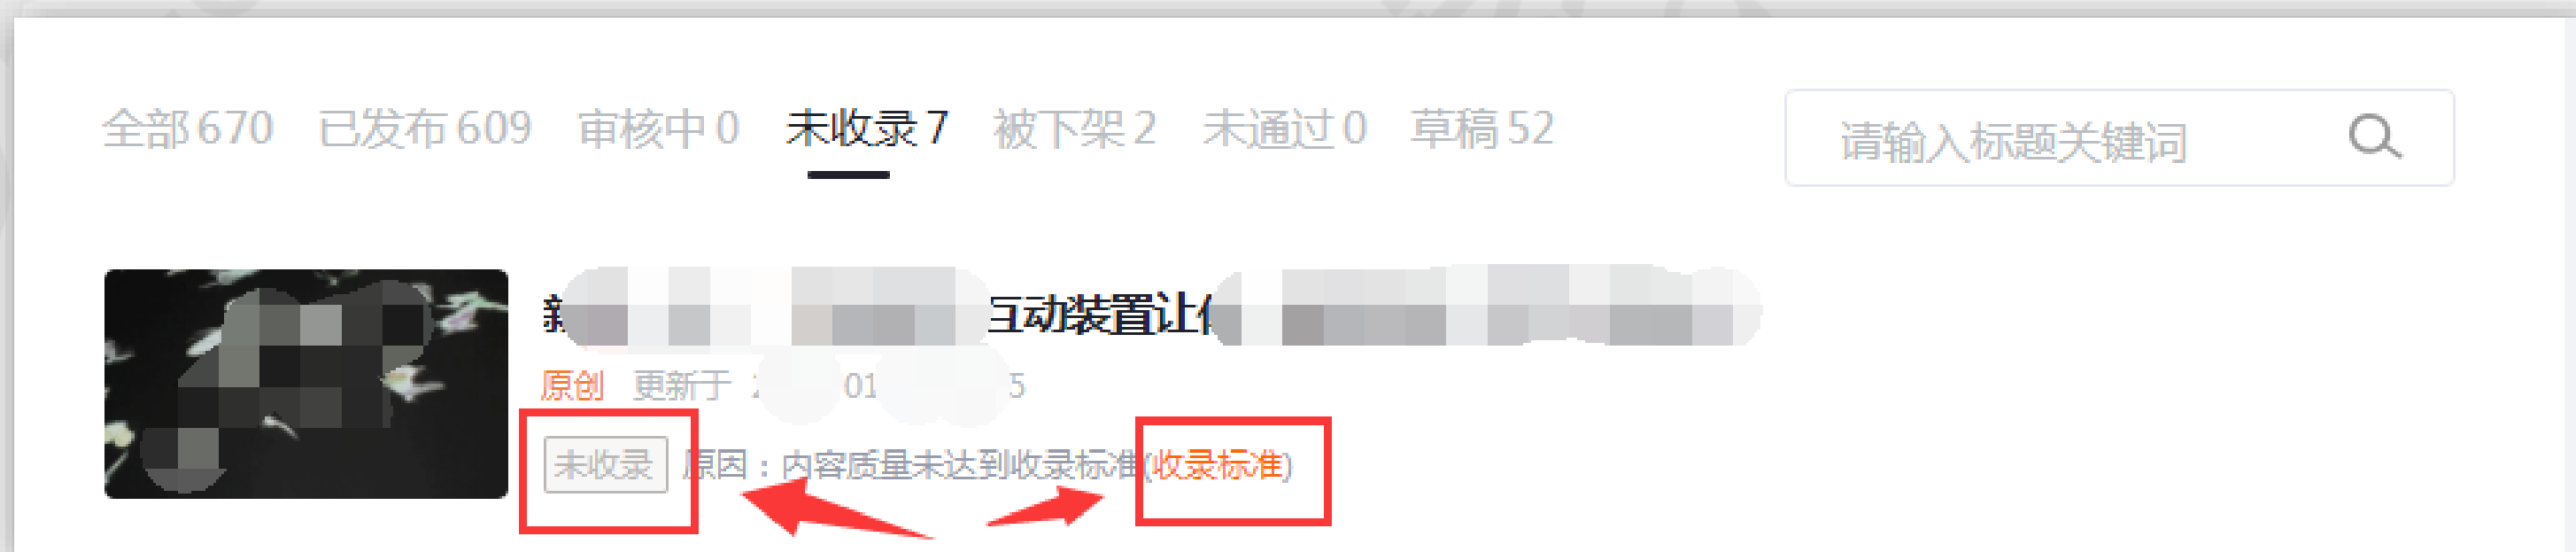 全部 670 已发布 609 审核中 0 未收录 7 被下架 2 未通过 0 草稿 52
请输入标题关键词
互动装置让
原创 更新于 01 5
未收录 原因：内容质量未达到收录标准(收录标准)